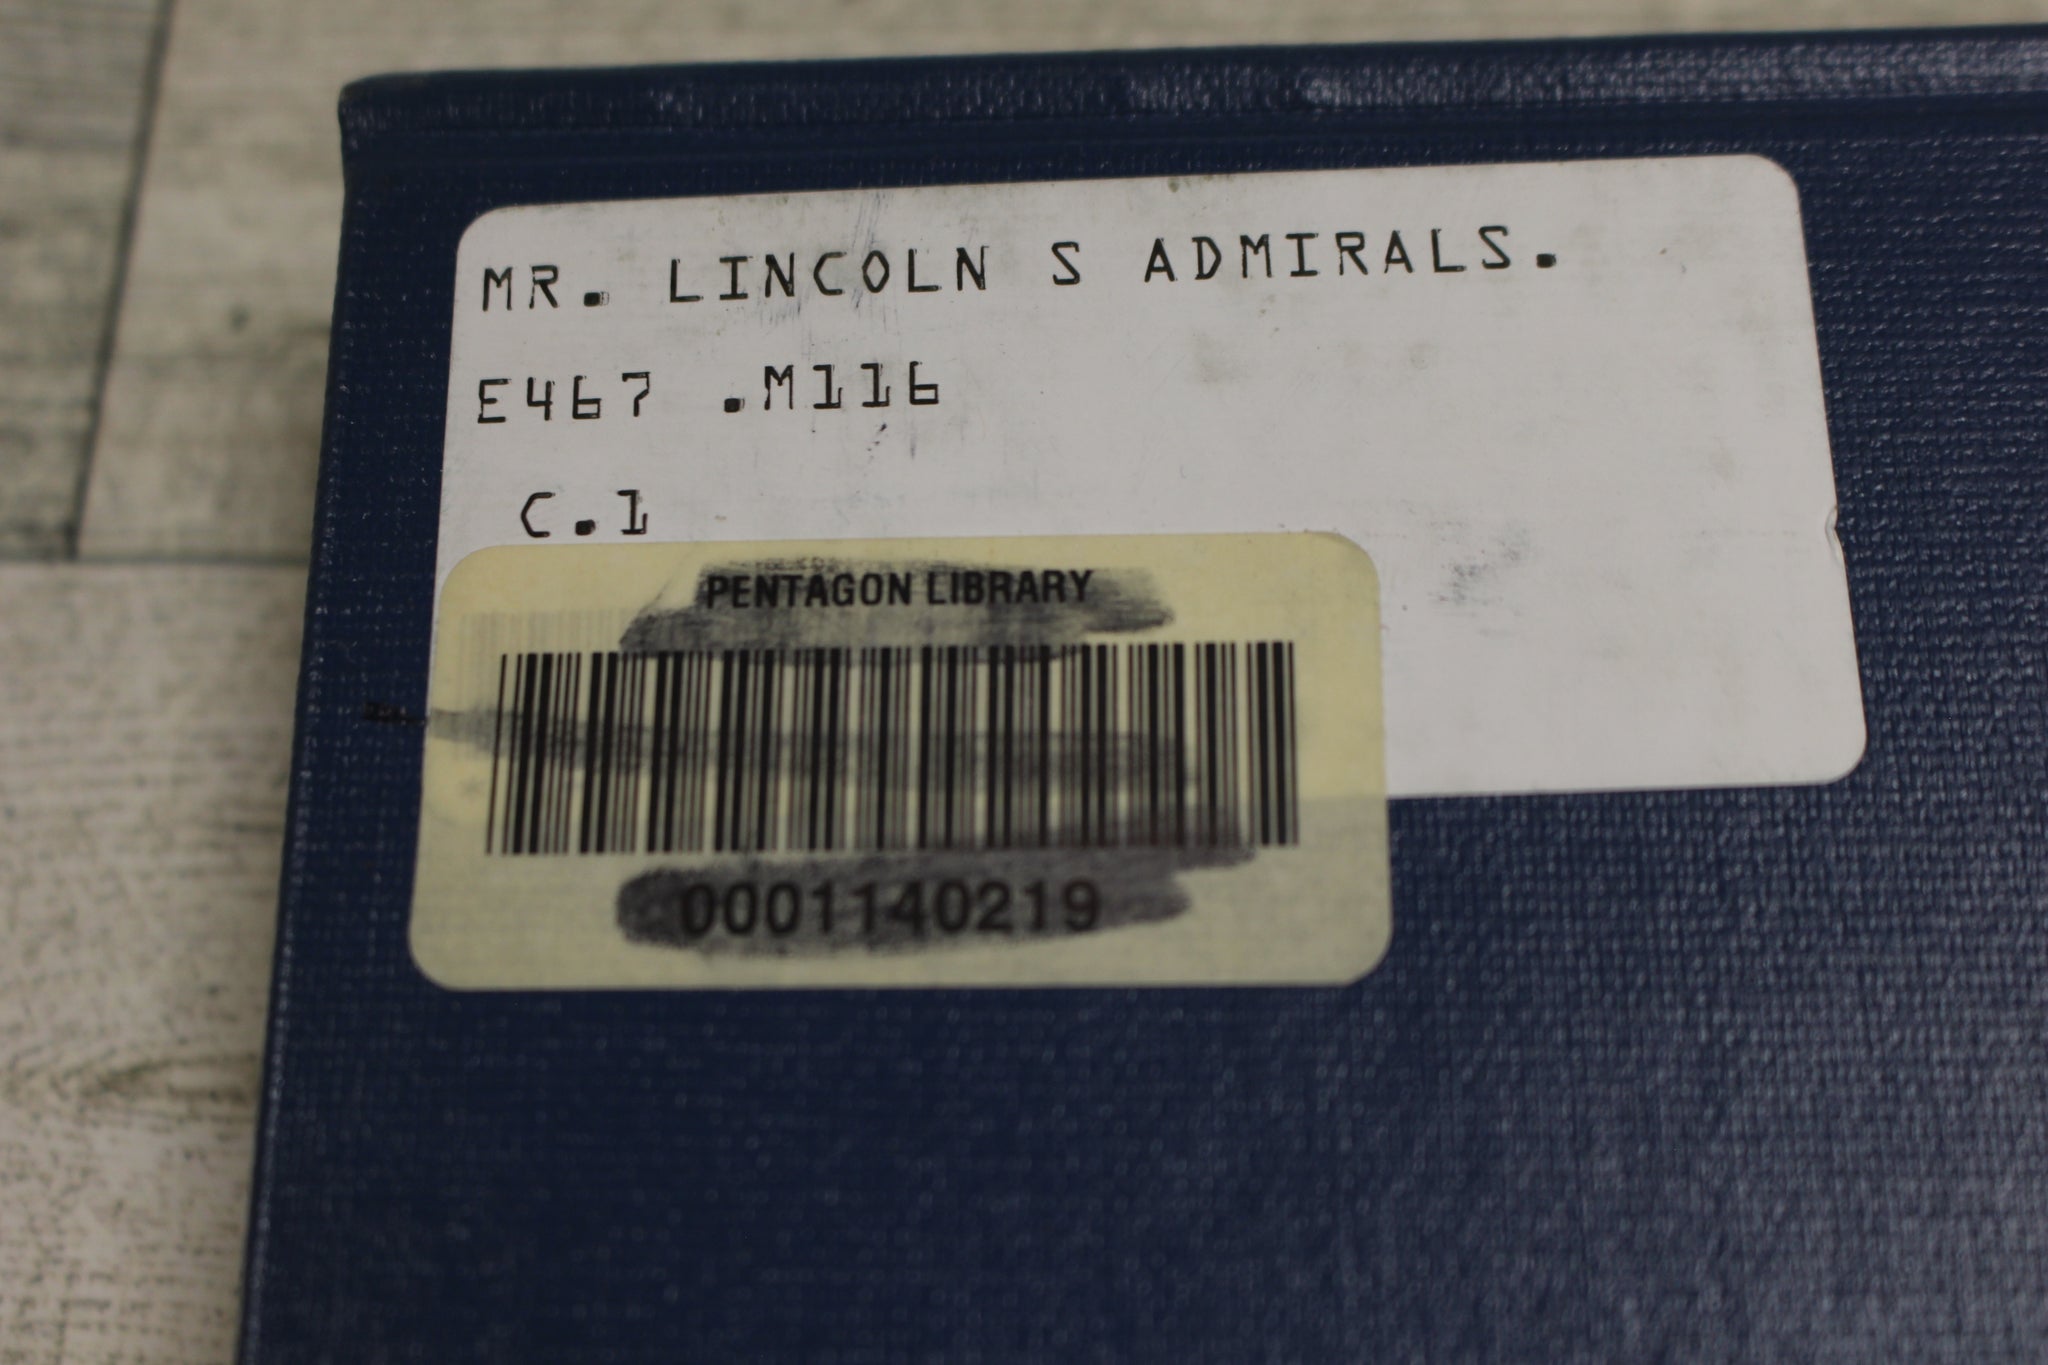 MR. LINCOLN S ADMIRALS.
E467 .M116
C.1
PENTAGON LIBRARY
0001140219